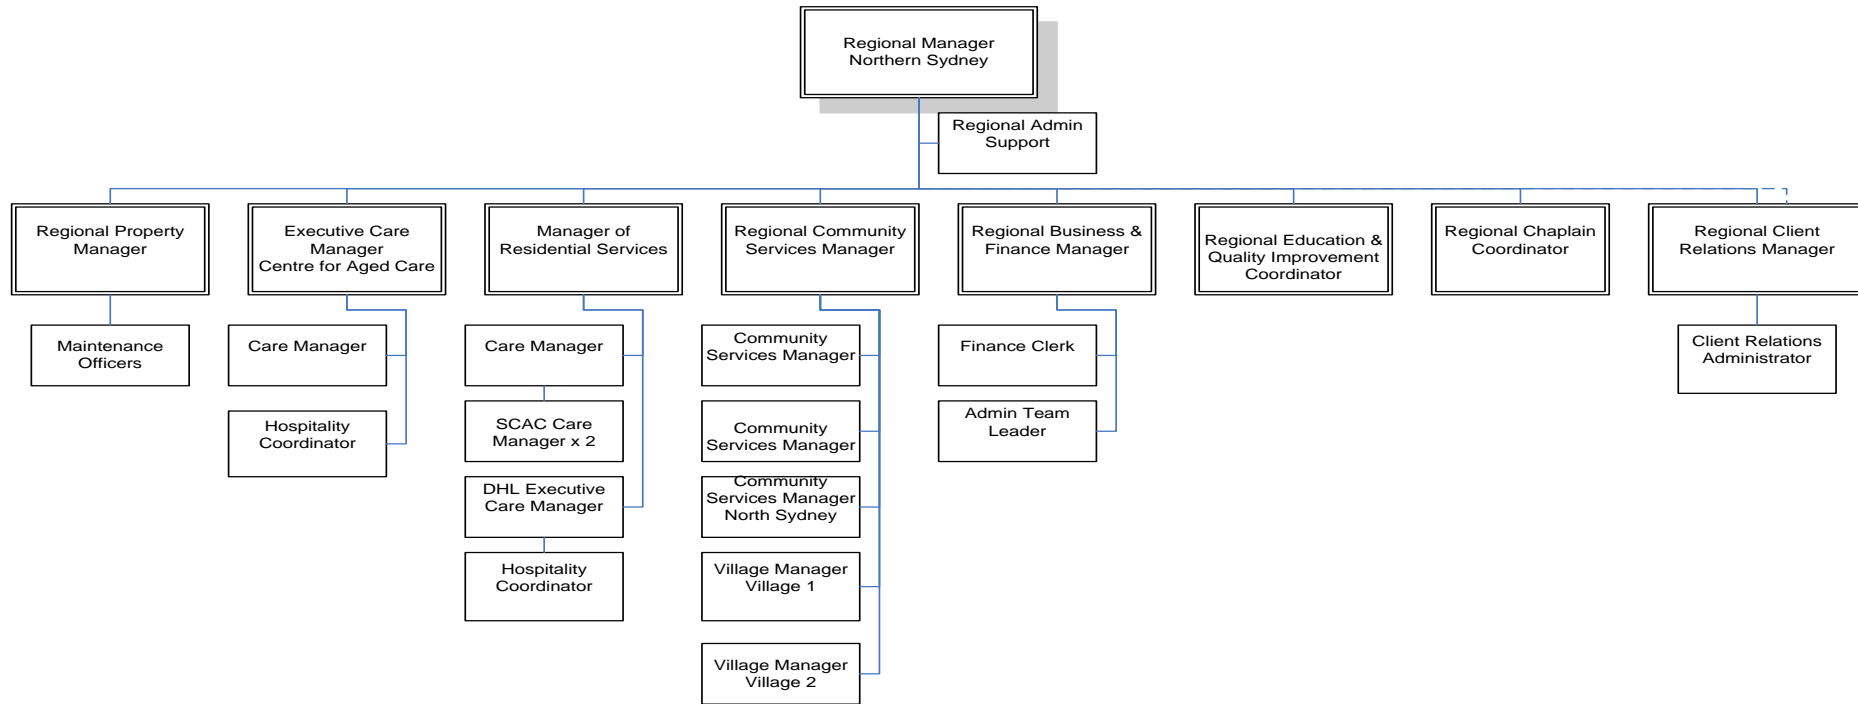 Regional Manager
Northern Sydney
Regional Admin
Support
Regional Property
Manager
Executive Care
Manager
Centre for Aged Care
Manager of
Residential Services
Regional Community
Services Manager
Regional Business &
Finance Manager
Regional Education &
Quality Improvement
Coordinator
Regional Chaplain
Coordinator
Regional Client
Relations Manager
Maintenance
Officers
Care Manager
Hospitality
Coordinator
Care Manager
SCAC Care
Manager x 2
DHL Executive
Care Manager
Hospitality
Coordinator
Community
Services Manager
Community
Services Manager
Community
Services Manager
North Sydney
Village Manager
Village 1
Village Manager
Village 2
Finance Clerk
Admin Team
Leader
Client Relations
Administrator